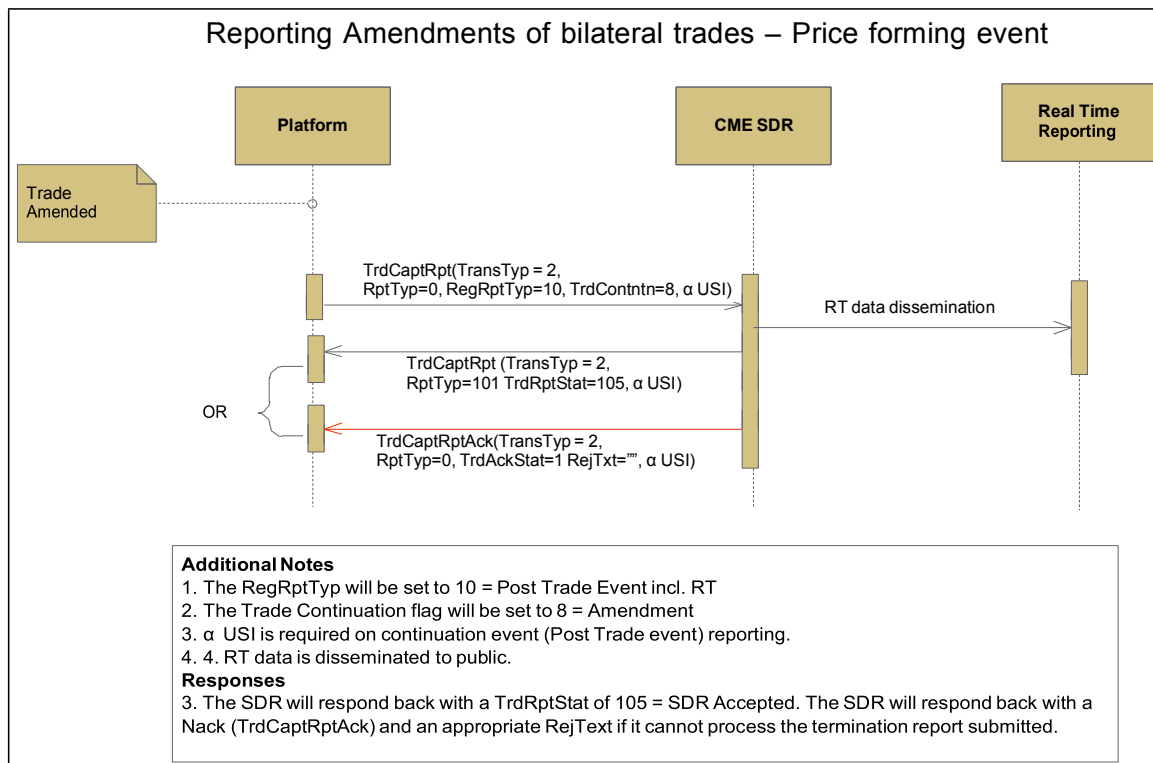 Reporting Amendments of bilateral trades – Price forming event
Platform
CME SDR
Real Time
Reporting
Trade
Amended
TrdCaptRpt(TransTyp = 2,
RptTyp=0, RegRptTyp=10, TrdContntn=8, α USI)
RT data dissemination
TrdCaptRpt (TransTyp = 2,
RptTyp=101 TrdRptStat=105, α USI)
OR
TrdCaptRptAck(TransTyp = 2,
RptTyp=0, TrdAckStat=1 RejTxt="", α USI)
Additional Notes
1. The RegRptTyp will be set to 10 = Post Trade Event incl. RT
2. The Trade Continuation flag will be set to 8 = Amendment
3. α USI is required on continuation event (Post Trade event) reporting.
4. 4. RT data is disseminated to public.
Responses
3. The SDR will respond back with a TrdRptStat of 105 = SDR Accepted. The SDR will respond back with a
Nack (TrdCaptRptAck) and an appropriate RejText if it cannot process the termination report submitted.